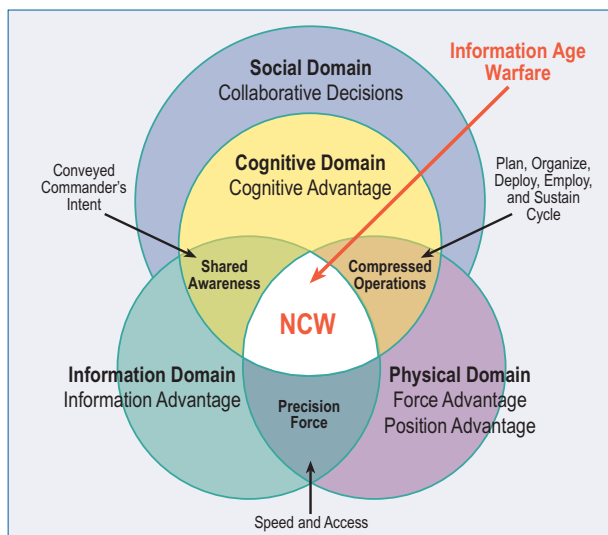 Information Age
Warfare
Social Domain
Collaborative Decisions
Cognitive Domain
Cognitive Advantage
Conveyed
Commander's
Intent
Plan, Organize,
Deploy, Employ,
and Sustain
Cycle
Shared
Awareness
Compressed
Operations
NCW
Information Domain
Information Advantage
Physical Domain
Force Advantage
Position Advantage
Precision
Force
Speed and Access